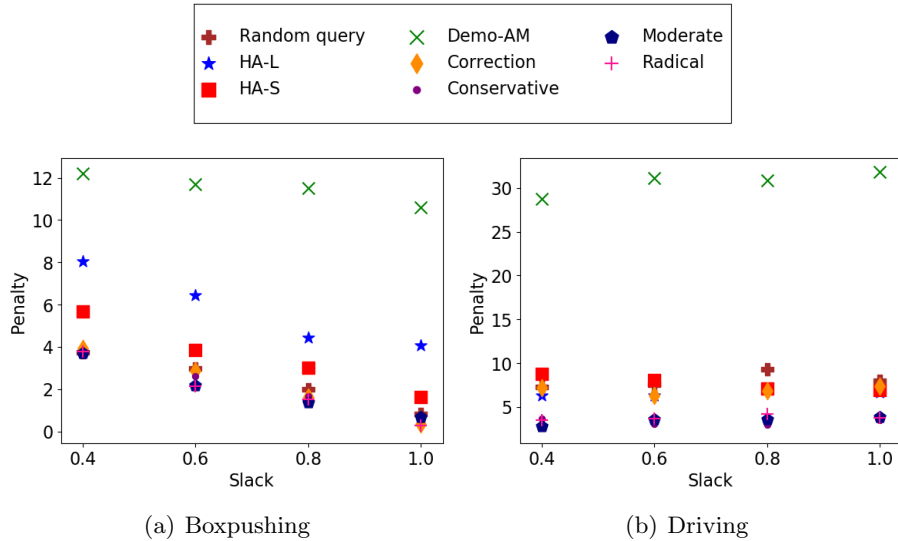 Random query Demo-AM Moderate
HA-L Correction Radical
HA-S Conservative
12
10
8
6
4
2
0
Penalty
0.4 0.6 0.8 1.0
Slack
(a) Boxpushing
30
25
20
15
10
5
Penalty
0.4 0.6 0.8 1.0
Slack
(b) Driving